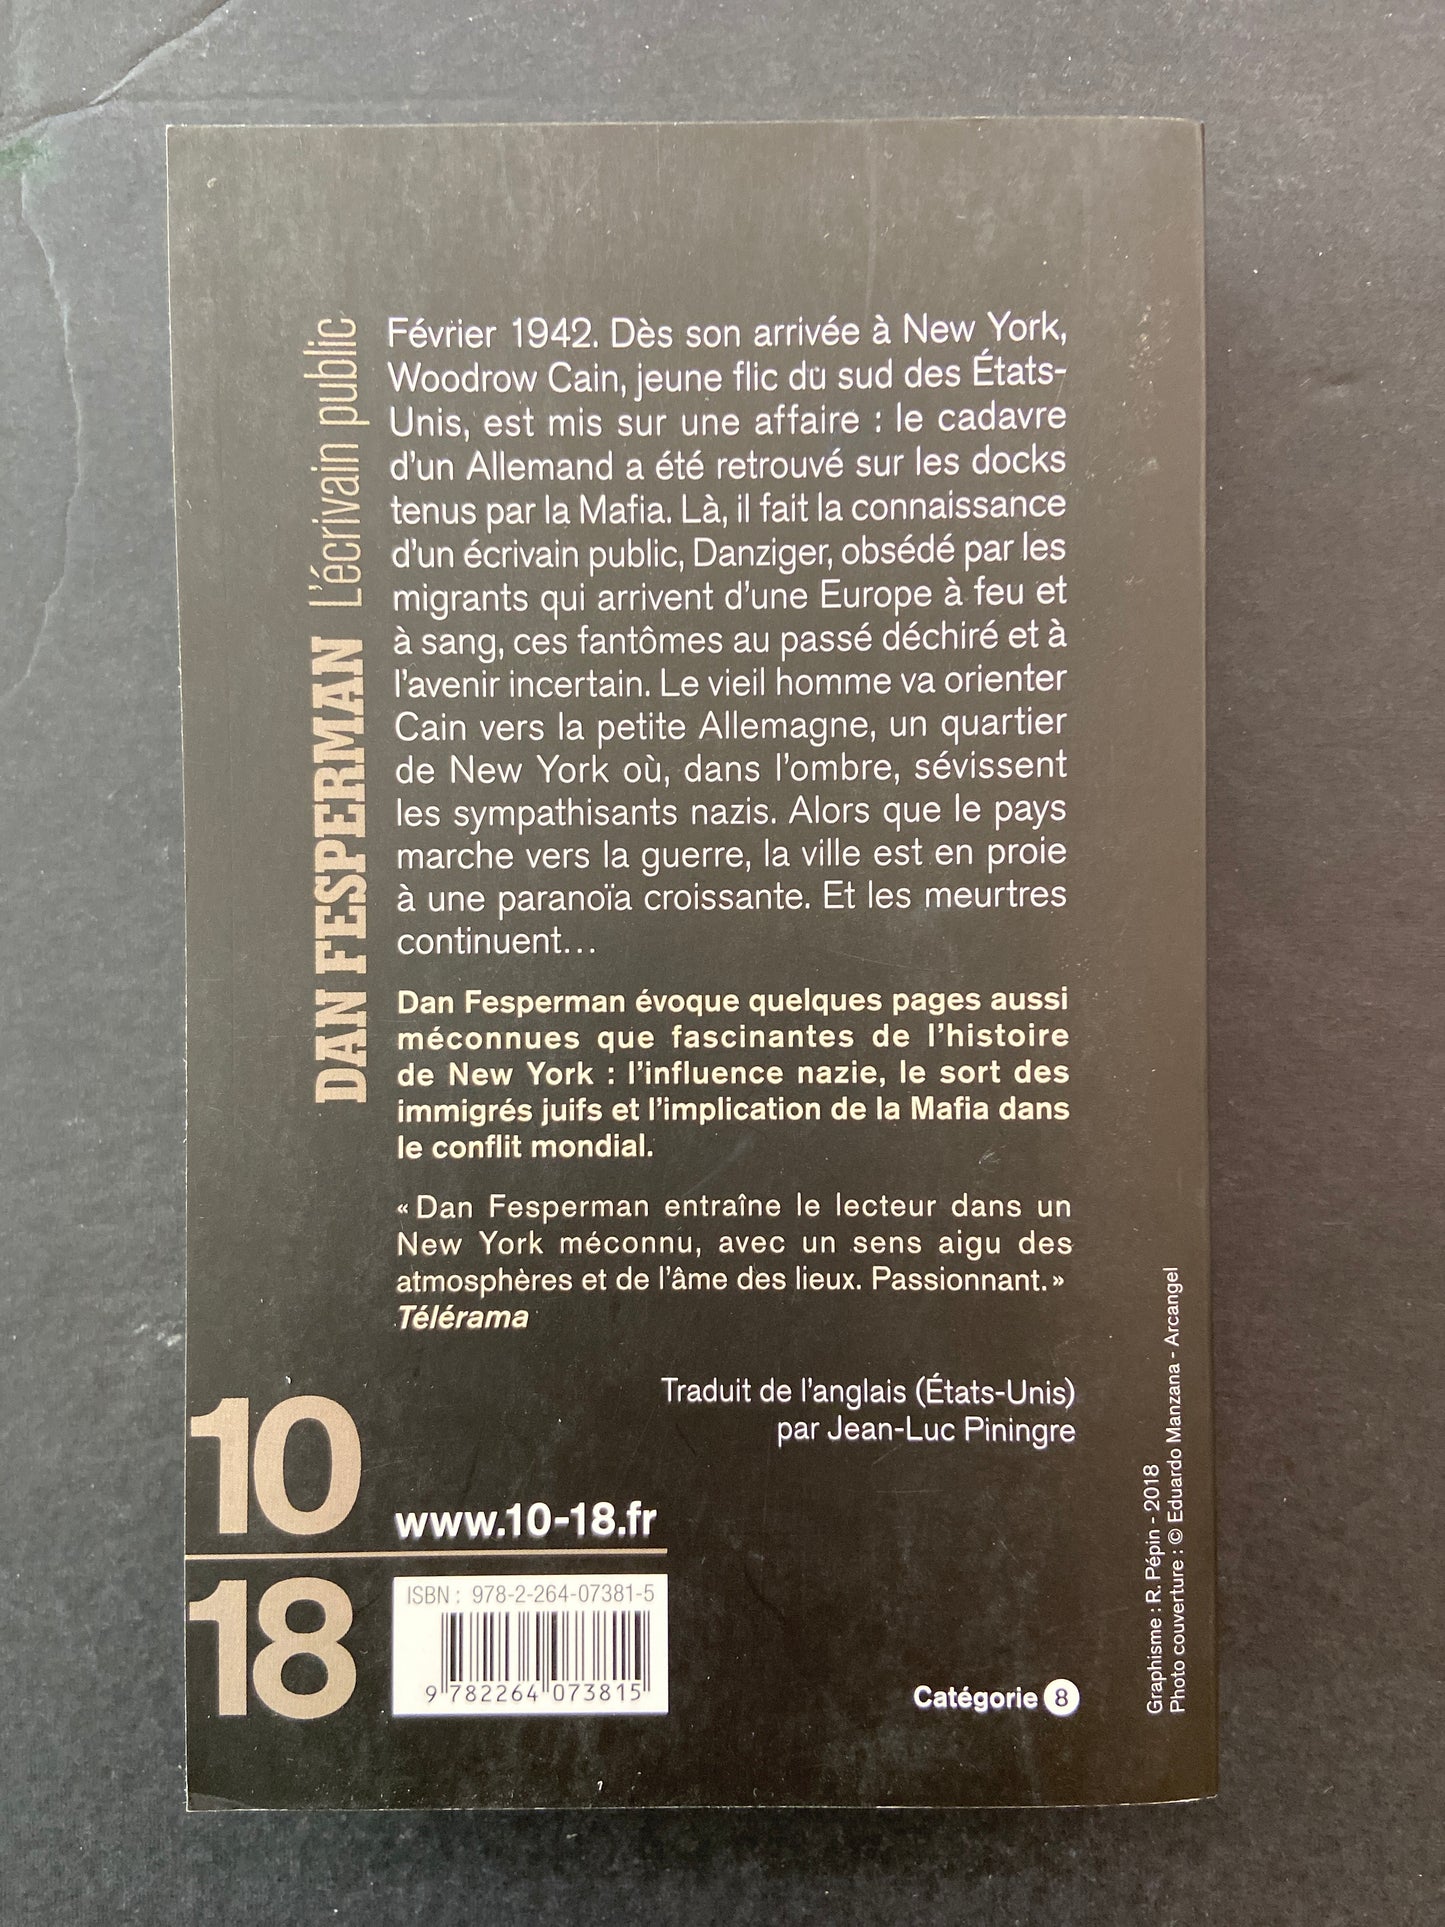 DAN FESPERMAN L'écrivain public
Février 1942. Dès son arrivée à New York,
Woodrow Cain, jeune flic du sud des États-
Unis, est mis sur une affaire : le cadavre
d'un Allemand a été retrouvé sur les docks
tenus par la Mafia. Là, il fait la connaissance
d'un écrivain public, Danziger, obsédé par les
migrants qui arrivent d'une Europe à feu et
à sang, ces fantômes au passé déchiré et à
l'avenir incertain. Le vieil homme va orienter
Cain vers la petite Allemagne, un quartier
de New York où, dans l'ombre, sévissent
les sympathisants nazis. Alors que le pays
marche vers la guerre, la ville est en proie
à une paranoïa croissante. Et les meurtres
continuent...
Dan Fesperman évoque quelques pages aussi
méconnues que fascinantes de l'histoire
de New York : l'influence nazie, le sort des
immigrés juifs et l'implication de la Mafia dans
le conflit mondial.
« Dan Fesperman entraîne le lecteur dans un
New York méconnu, avec un sens aigu des
atmosphères et de l'âme des lieux. Passionnant. »
Télérama
Traduit de l'anglais (États-Unis)
par Jean-Luc Piningre
10
18
www.10-18.fr
ISBN : 978-2-264-07381-5
9 782264 073815
Catégorie 8
Graphisme : R. Pépin - 2018
Photo couverture : © Eduardo Manzana - Arcangel